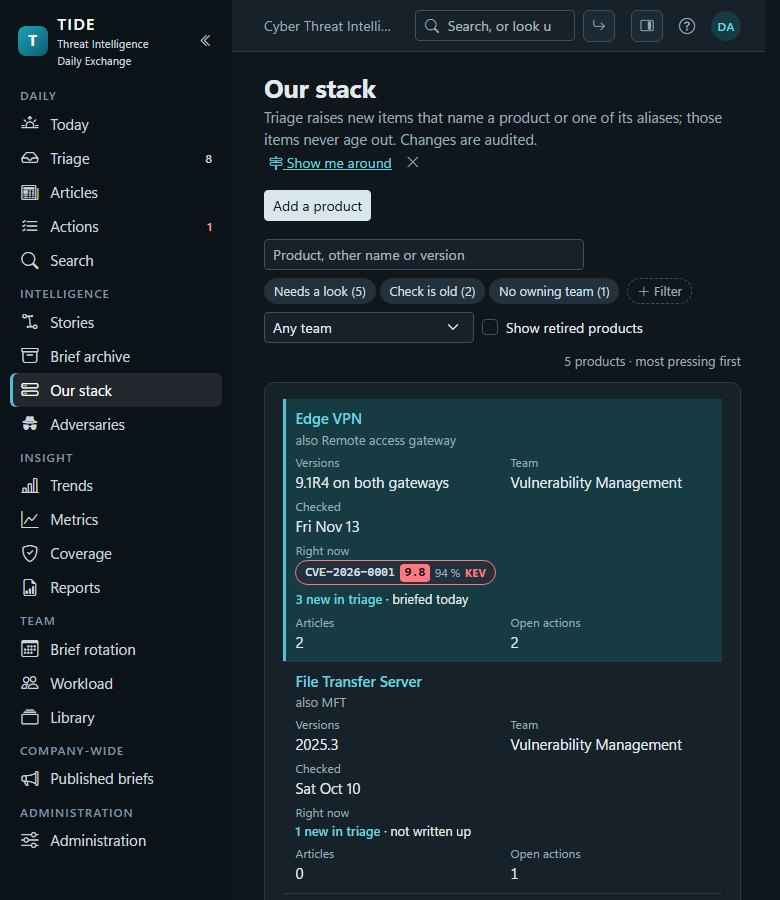 T
TIDE
Threat Intelligence
Daily Exchange
DAILY
Today
Triage 8
Articles
Actions 1
Search
INTELLIGENCE
Stories
Brief archive
Our stack
Adversaries
INSIGHT
Trends
Metrics
Coverage
Reports
TEAM
Brief rotation
Workload
Library
COMPANY-WIDE
Published briefs
ADMINISTRATION
Administration
Cyber Threat Intelli...
Search, or look u
DA
Our stack
Triage raises new items that name a product or one of its aliases; those
items never age out. Changes are audited.
Show me around
Add a product
Product, other name or version
Needs a look (5) Check is old (2) No owning team (1) + Filter
Any team Show retired products
5 products · most pressing first
Edge VPN
also Remote access gateway
Versions Team
9.1R4 on both gateways Vulnerability Management
Checked
Fri Nov 13
Right now
CVE-2026-0001 9.8 94 % KEV
3 new in triage · briefed today
Articles Open actions
2 2
File Transfer Server
also MFT
Versions Team
2025.3 Vulnerability Management
Checked
Sat Oct 10
Right now
1 new in triage · not written up
Articles Open actions
0 1